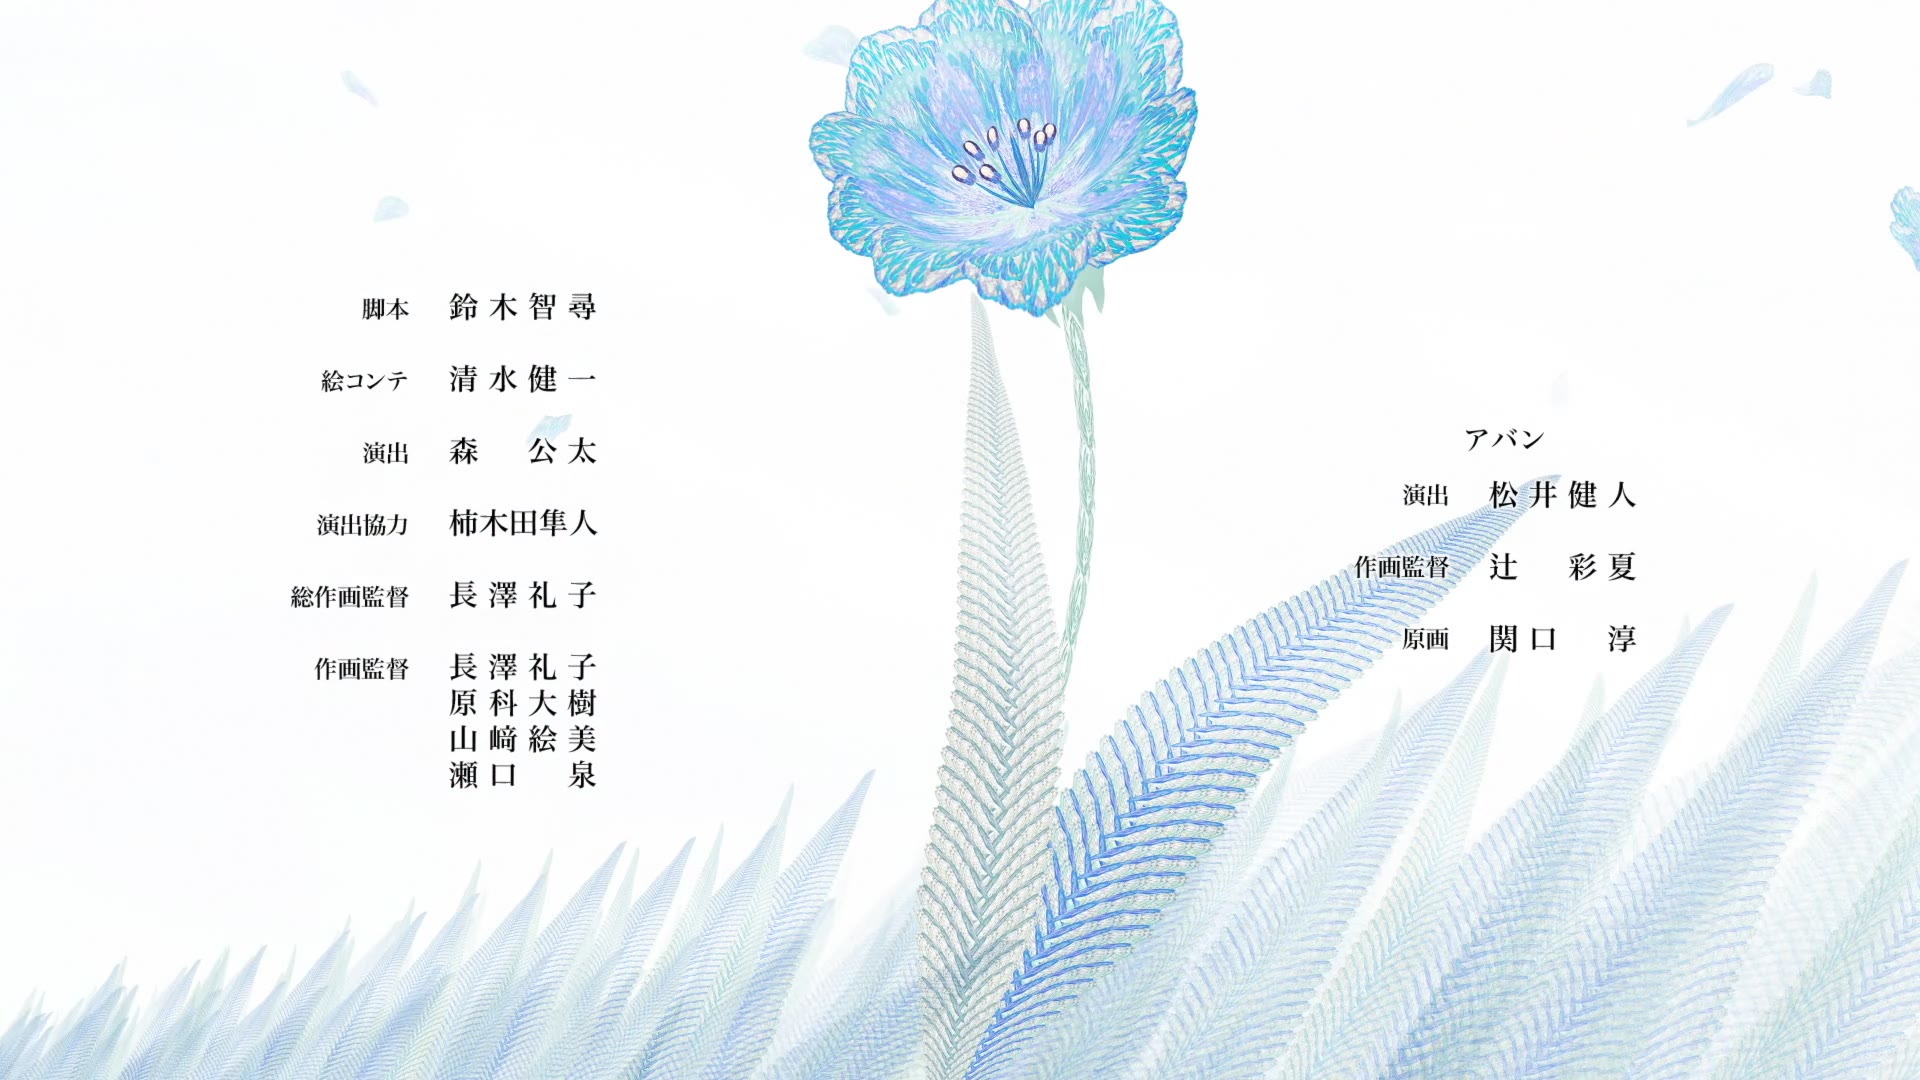 脚本 鈴木智尋
絵コンテ 清水健一
演出 森 公太
演出協力 柿木田隼人
総作画監督 長澤礼子
作画監督 長澤礼子
原科大樹
山﨑絵美
瀬口 泉
アバン
演出 松井健人
作画監督 辻 彩夏
原画 関口 淳